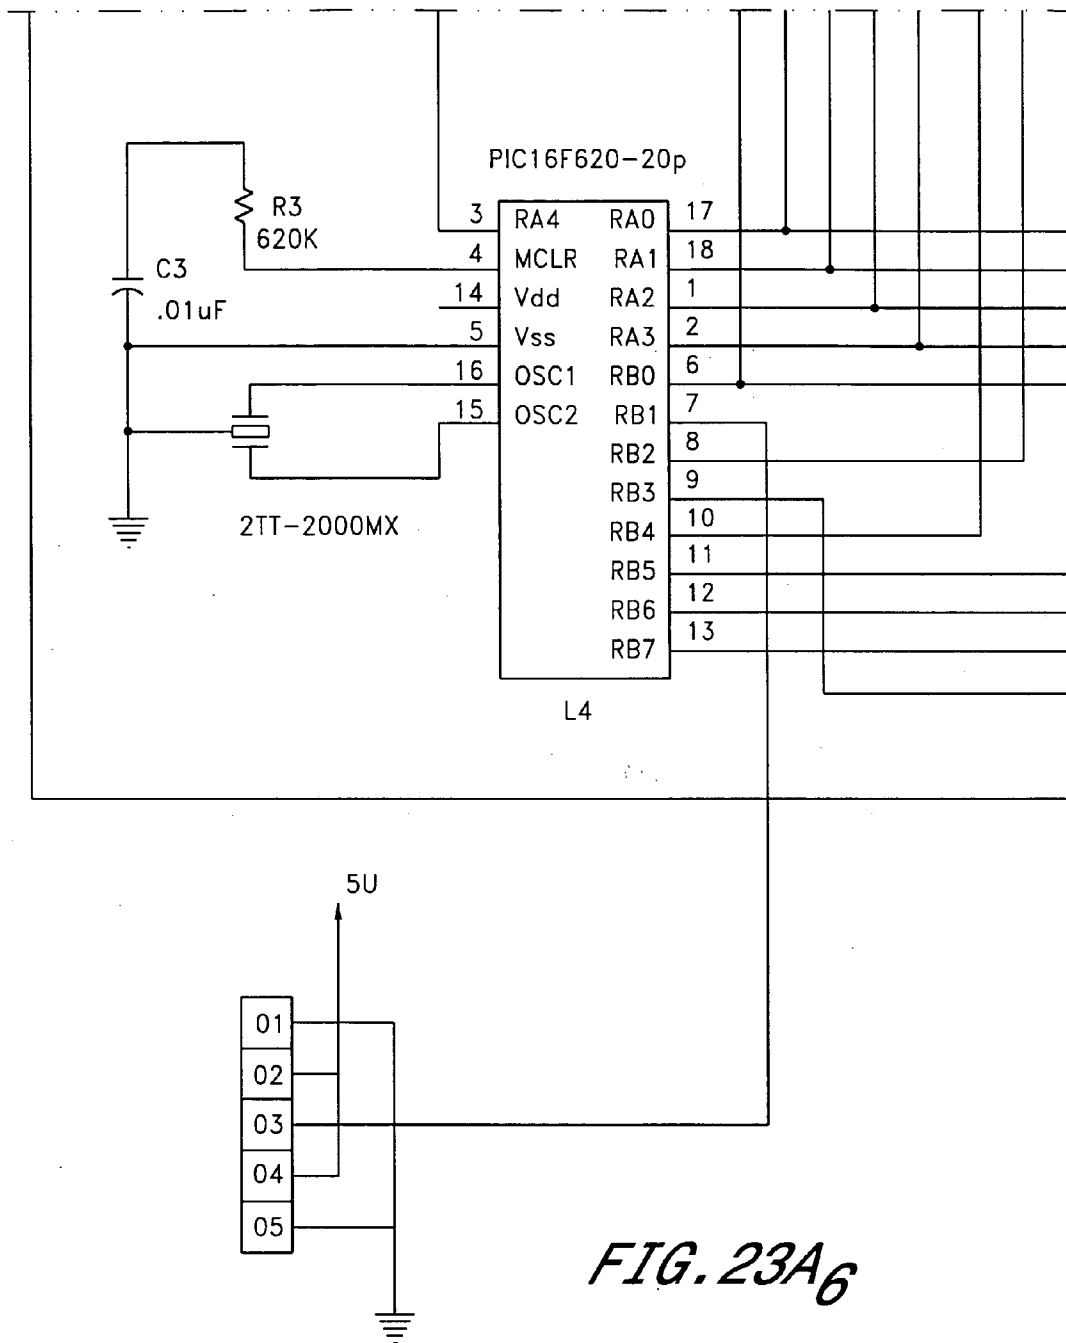 PIC16F620-20p
3 RA4 RA0 17
4 MCLR RA1 18
14 Vdd RA2 1
5 Vss RA3 2
16 OSC1 RB0 6
15 OSC2 RB1 7
RB2 8
RB3 9
RB4 10
RB5 11
RB6 12
RB7 13
L4
R3
620K
C3
.01uF
2TT-2000MX
5U
01
02
03
04
05
FIG. 23A6